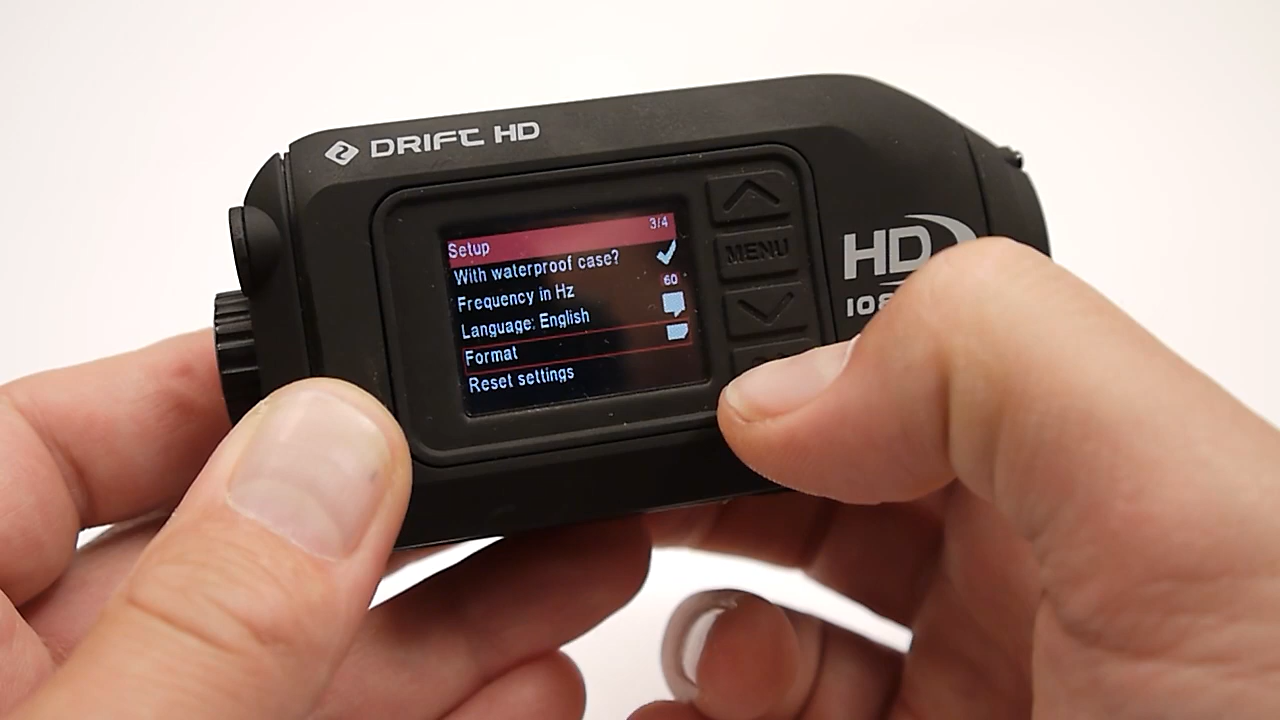 DRIFT HD
Setup 3/4
With waterproof case?
Frequency in Hz 60
Language: English
Format
Reset settings
MENU
HD